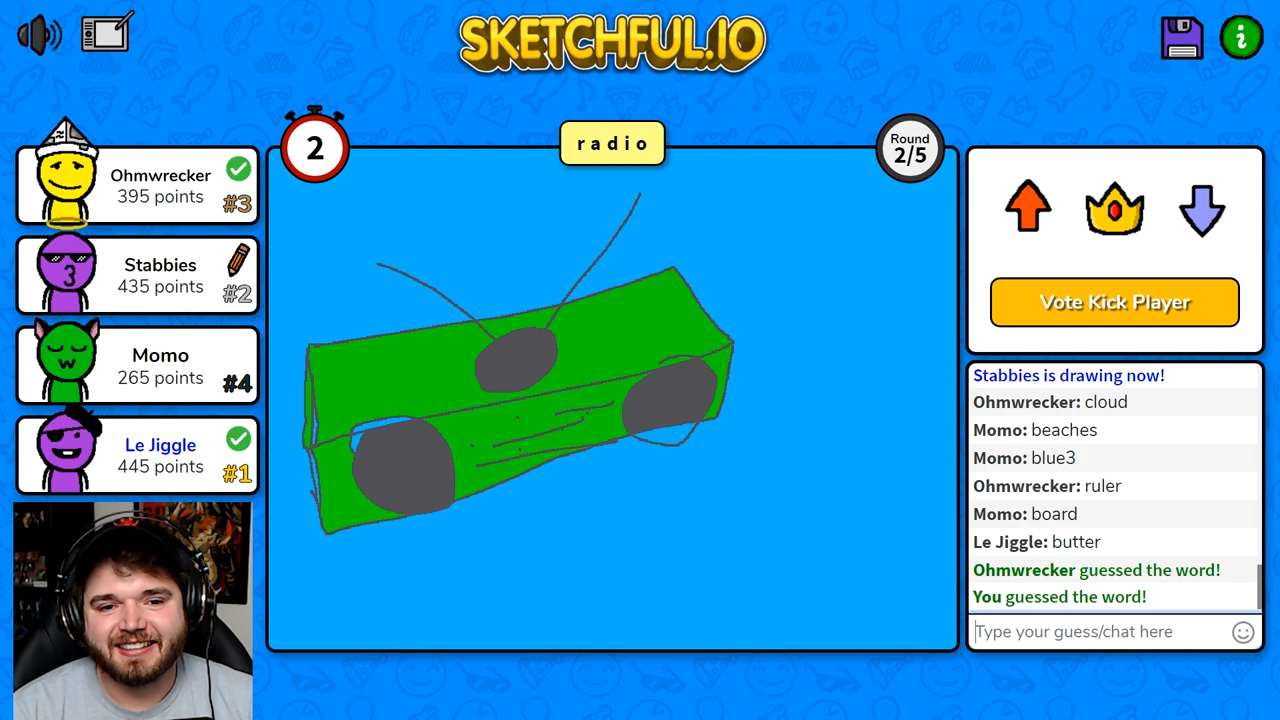 SKETCHFUL.IO
2
radio
Round
2/5
Ohmwrecker
395 points
#3
Stabbies
435 points
#2
Momo
265 points
#4
Le Jiggle
445 points
#1
Vote Kick Player
Stabbies is drawing now!
Ohmwrecker: cloud
Momo: beaches
Momo: blue3
Ohmwrecker: ruler
Momo: board
Le Jiggle: butter
Ohmwrecker guessed the word!
You guessed the word!
Type your guess/chat here